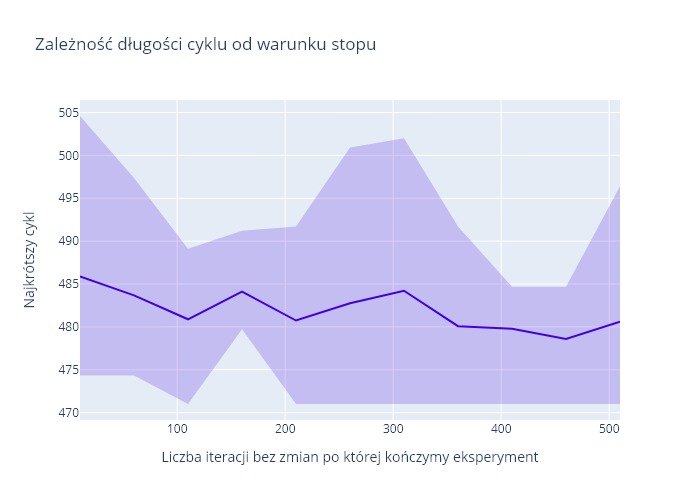 Zależność długości cyklu od warunku stopu
505
500
495
490
485
480
475
470
Najkrótszy cykl
100 200 300 400 500
Liczba iteracji bez zmian po której kończymy eksperyment